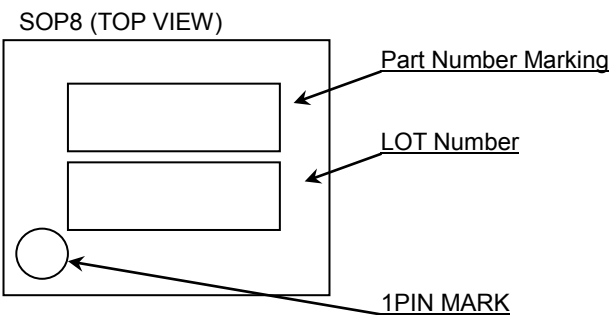 SOP8 (TOP VIEW)
Part Number Marking
LOT Number
1PIN MARK